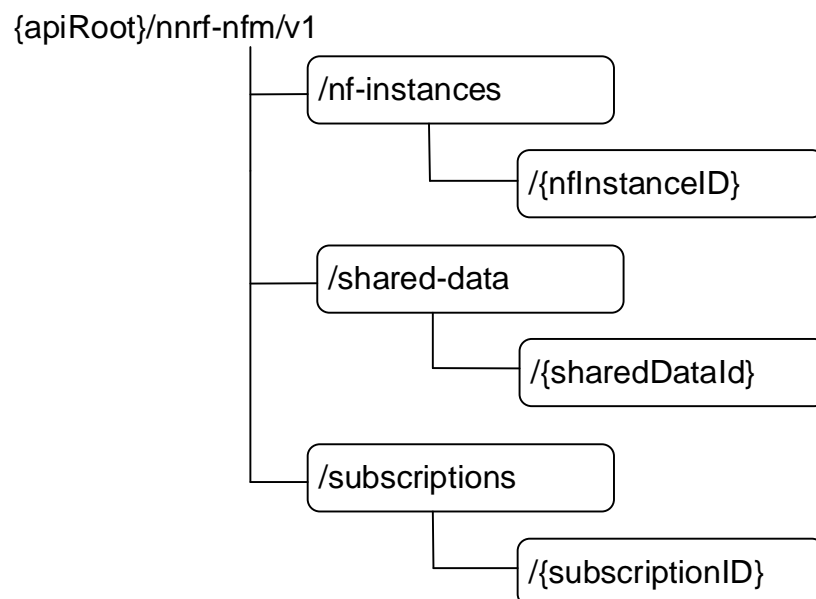 {apiRoot}/nnrf-nfm/v1
/nf-instances
/{nfInstanceID}
/shared-data
/{sharedDataId}
/subscriptions
/{subscriptionID}